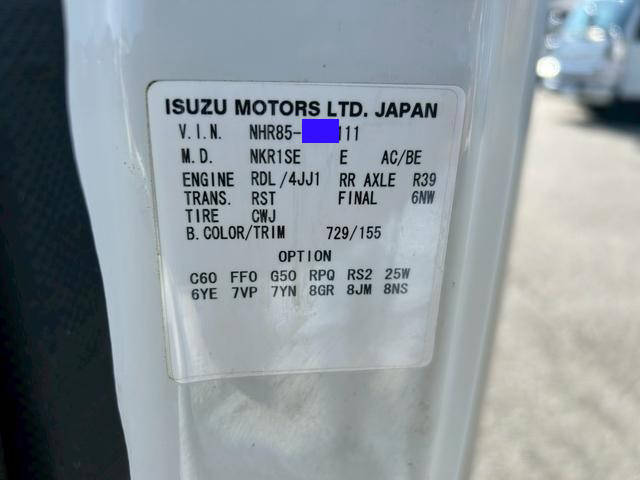 ISUZU MOTORS LTD. JAPAN
V.I.N. NHR85- 111
M.D. NKR1SE E AC/BE
ENGINE RDL/4JJ1 RR AXLE R39
TRANS. RST FINAL 6NW
TIRE CWJ
B.COLOR/TRIM 729/155
OPTION
C60 FF0 G50 RPQ RS2 25W
6YE 7VP 7YN 8GR 8JM 8NS